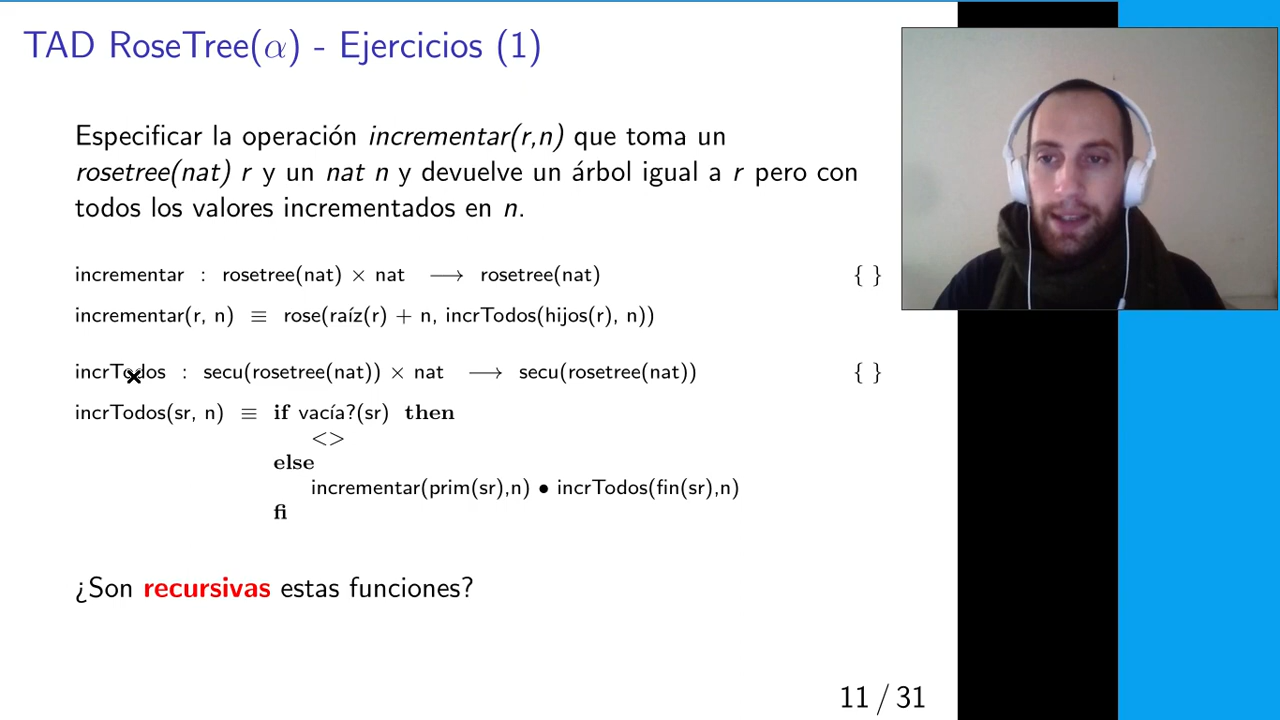 TAD RoseTree(α) - Ejercicios (1)
Especificar la operación incrementar(r,n) que toma un
rosetree(nat) r y un nat n y devuelve un árbol igual a r pero con
todos los valores incrementados en n.
incrementar : rosetree(nat) × nat ⟶ rosetree(nat) { }
incrementar(r, n) ≡ rose(raíz(r) + n, incrTodos(hijos(r), n))
incrTodos : secu(rosetree(nat)) × nat ⟶ secu(rosetree(nat)) { }
incrTodos(sr, n) ≡ if vacía?(sr) then
<>
else
incrementar(prim(sr),n) • incrTodos(fin(sr),n)
fi
¿Son recursivas estas funciones?
11 / 31